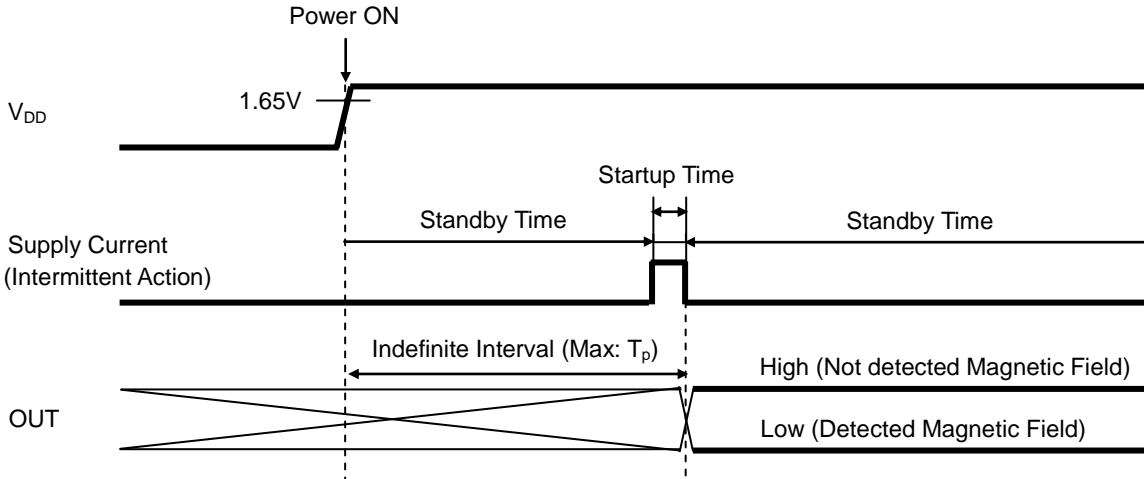 Power ON
1.65V
VDD
Startup Time
Standby Time
Standby Time
Supply Current
(Intermittent Action)
Indefinite Interval (Max: Tp)
High (Not detected Magnetic Field)
OUT
Low (Detected Magnetic Field)